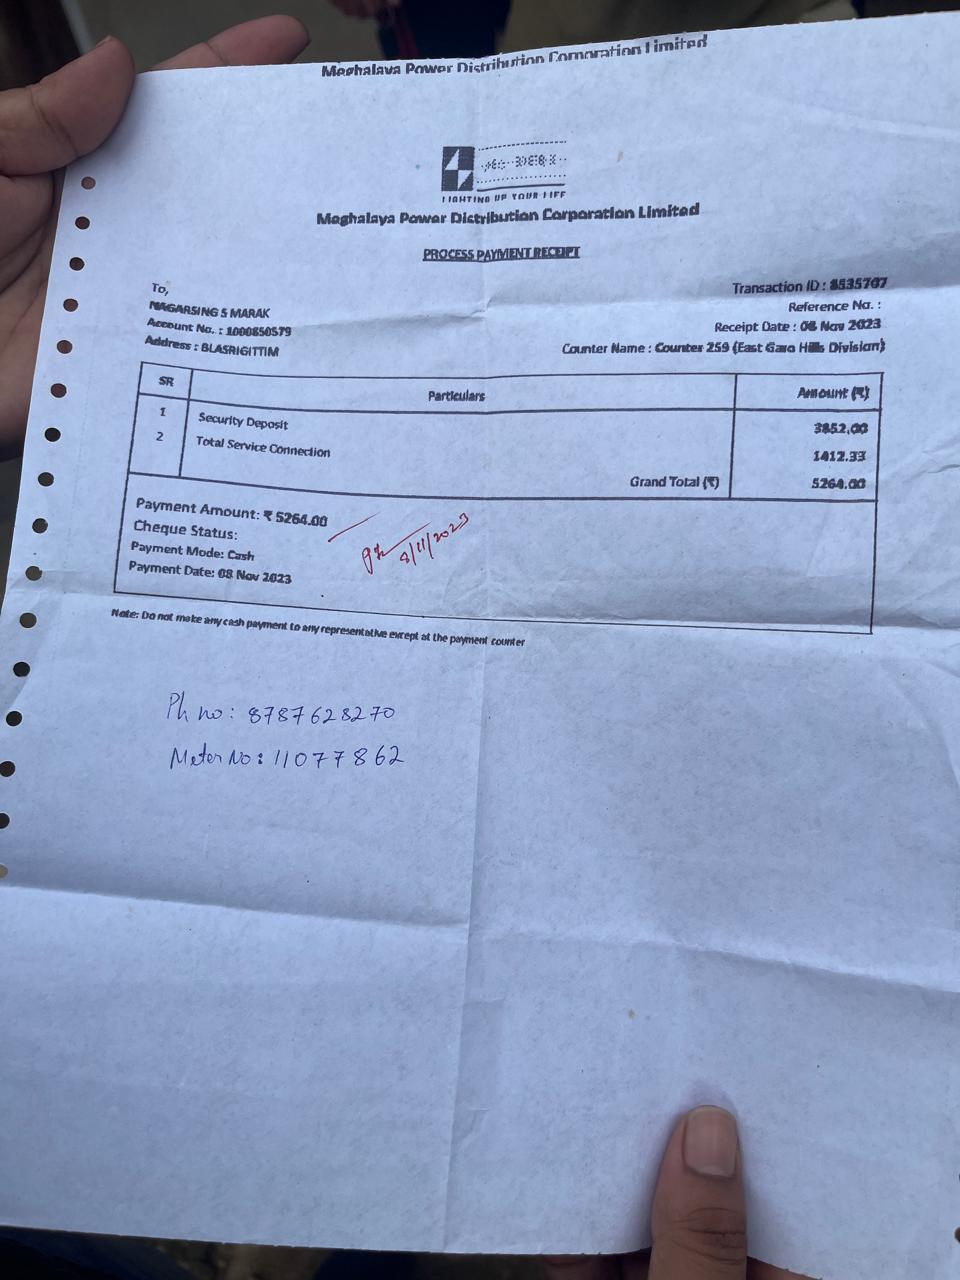 Meghalaya Power Distribution Corporation Limited
LIGHTING UP YOUR LIFE
Meghalaya Power Distribution Corporation Limited
PROCESS PAYMENT RECEIPT
To,
NAGARSING S MARAK
Account No. : 1000850579
Address : BLASRIGITTIM
Transaction ID : 8535707
Reference No. :
Receipt Date : 08 Nov 2023
Counter Name : Counter 259 (East Garo Hills Division)
SR Particulars Amount (₹)
1 Security Deposit 3852.00
2 Total Service Connection 1412.33
Grand Total (₹) 5264.00
Payment Amount: ₹ 5264.00
Cheque Status:
Payment Mode: Cash
Payment Date: 08 Nov 2023
8/11/2023
Note: Do not make any cash payment to any representative except at the payment counter
Ph no: 8787628270
Meter No: 11077862